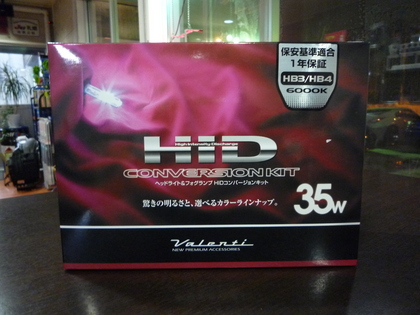 保安基準適合
1年保証
HB3/HB4
6000K
HID
High Intensity Discharge
CONVERSION KIT
ヘッドライト&フォグランプ HIDコンバージョンキット
驚きの明るさと、選べるカラーラインナップ。
35W
Valenti
NEW PREMIUM ACCESSORIES